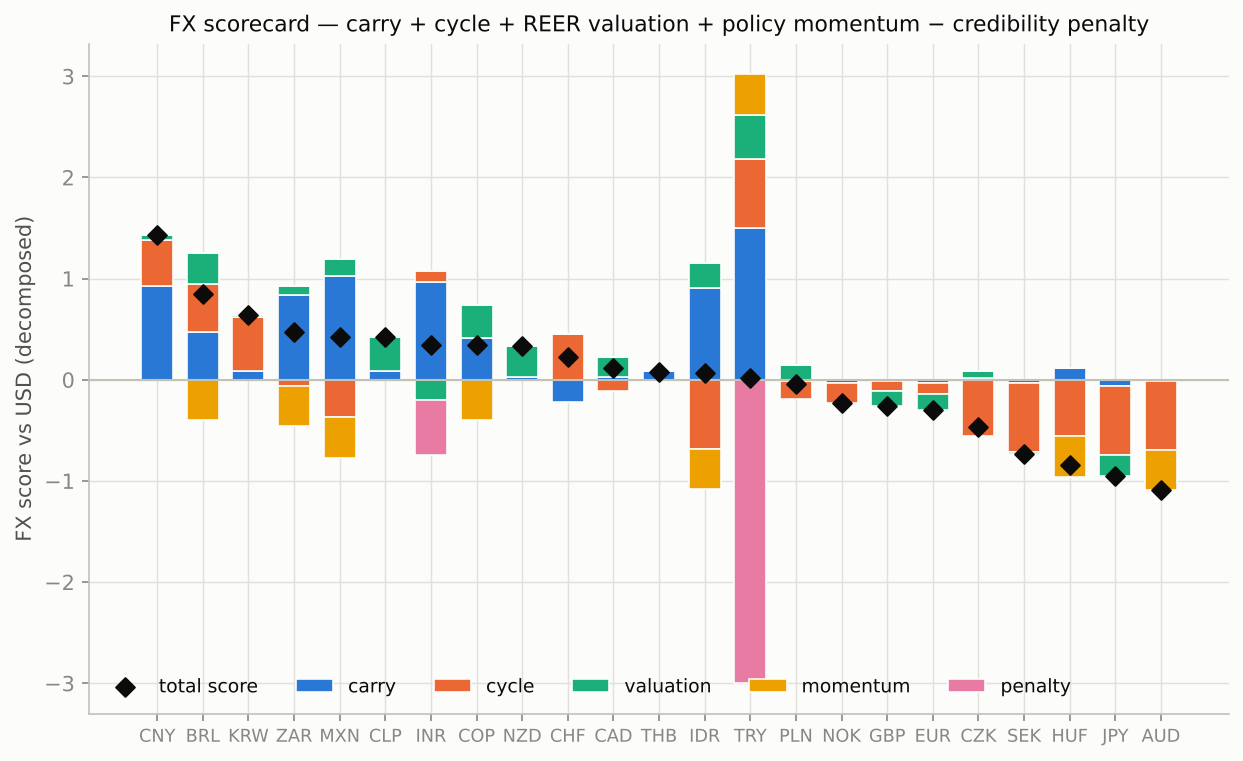 FX scorecard — carry + cycle + REER valuation + policy momentum − credibility penalty
FX score vs USD (decomposed)
3
2
1
0
−1
−2
−3
total score carry cycle valuation momentum penalty
CNY BRL KRW ZAR MXN CLP INR COP NZD CHF CAD THB IDR TRY PLN NOK GBP EUR CZK SEK HUF JPY AUD